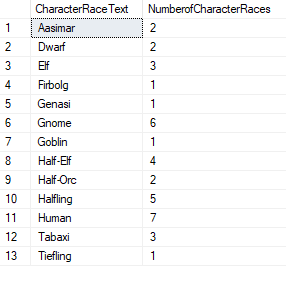 CharacterRaceText NumberofCharacterRaces
1 Aasimar 2
2 Dwarf 2
3 Elf 3
4 Firbolg 1
5 Genasi 1
6 Gnome 6
7 Goblin 1
8 Half-Elf 4
9 Half-Orc 2
10 Halfling 5
11 Human 7
12 Tabaxi 3
13 Tiefling 1